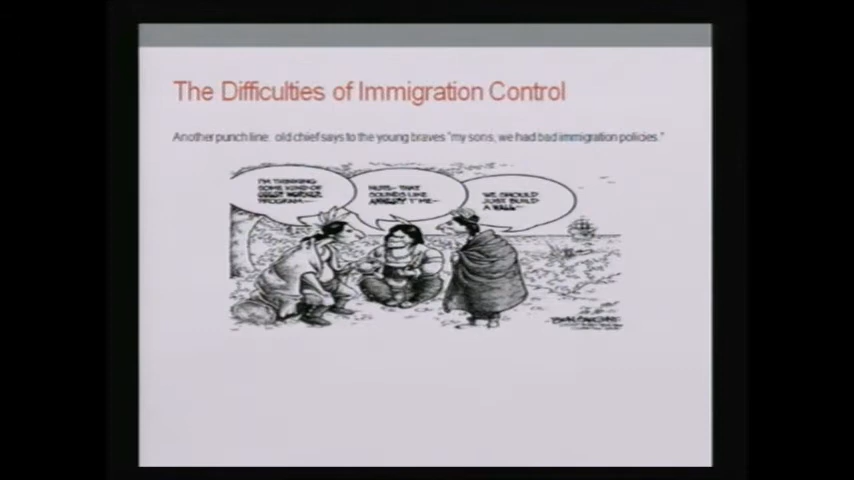 The Difficulties of Immigration Control
Another punch line: old chief says to the young braves "my sons, we had bad immigration policies."
I'M THINKING
SOME KIND OF
GUEST WORKER
PROGRAM—
HUTS— THAT
SOUNDS LIKE
AMNESTY T'ME—
WE SHOULD
JUST BUILD
A WALL—